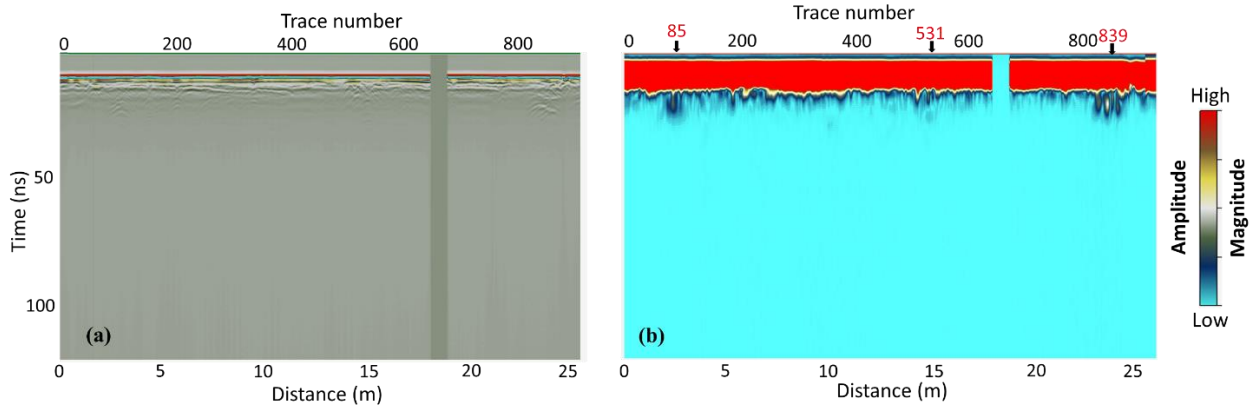 Trace number
0 200 400 600 800
Time (ns)
50
100
(a)
0 5 10 15 20 25
Distance (m)
Trace number
85 531 839
0 200 400 600 800
(b)
0 5 10 15 20 25
Distance (m)
High
Amplitude
Magnitude
Low